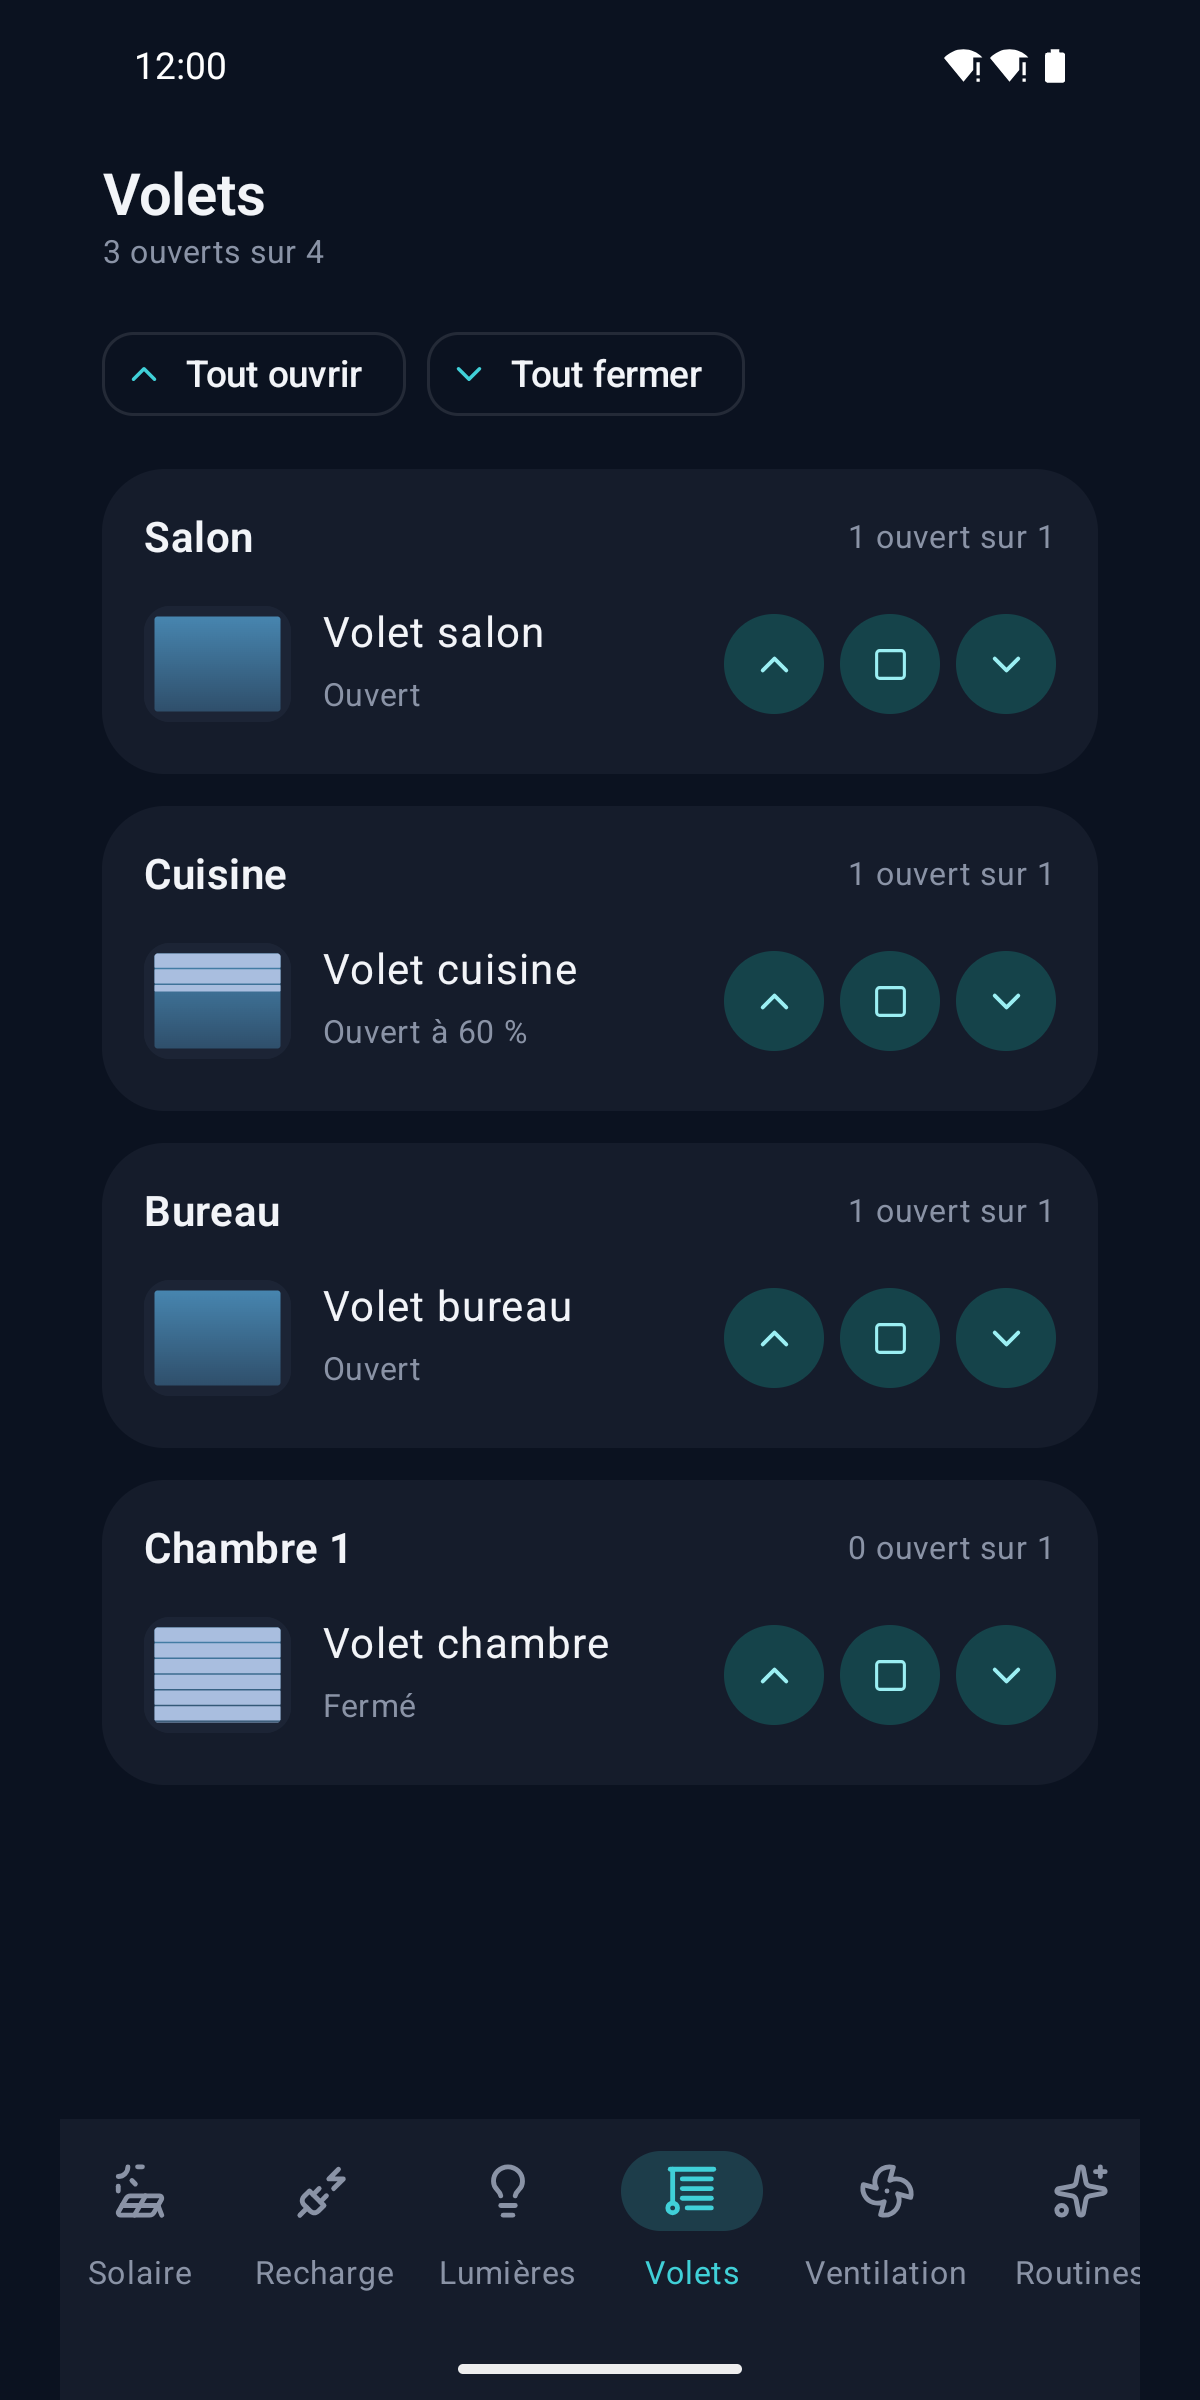 12:00
Volets
3 ouverts sur 4
Tout ouvrir
Tout fermer
Salon
1 ouvert sur 1
Volet salon
Ouvert
Cuisine
1 ouvert sur 1
Volet cuisine
Ouvert à 60 %
Bureau
1 ouvert sur 1
Volet bureau
Ouvert
Chambre 1
0 ouvert sur 1
Volet chambre
Fermé
Solaire
Recharge
Lumières
Volets
Ventilation
Routines